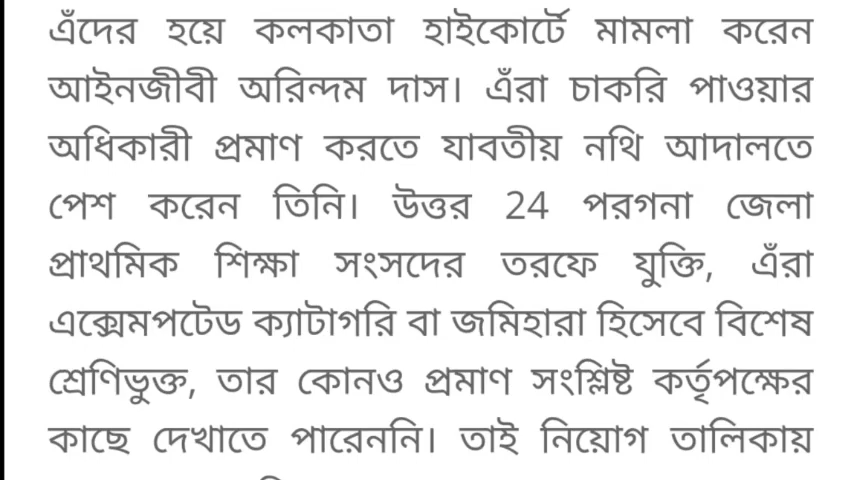 এঁদের হয়ে কলকাতা হাইকোর্টে মামলা করেন
আইনজীবী অরিন্দম দাস। এঁরা চাকরি পাওয়ার
অধিকারী প্রমাণ করতে যাবতীয় নথি আদালতে
পেশ করেন তিনি। উত্তর 24 পরগনা জেলা
প্রাথমিক শিক্ষা সংসদের তরফে যুক্তি, এঁরা
এক্সেমপটেড ক্যাটাগরি বা জমিহারা হিসেবে বিশেষ
শ্রেণিভুক্ত, তার কোনও প্রমাণ সংশ্লিষ্ট কর্তৃপক্ষের
কাছে দেখাতে পারেননি। তাই নিয়োগ তালিকায়